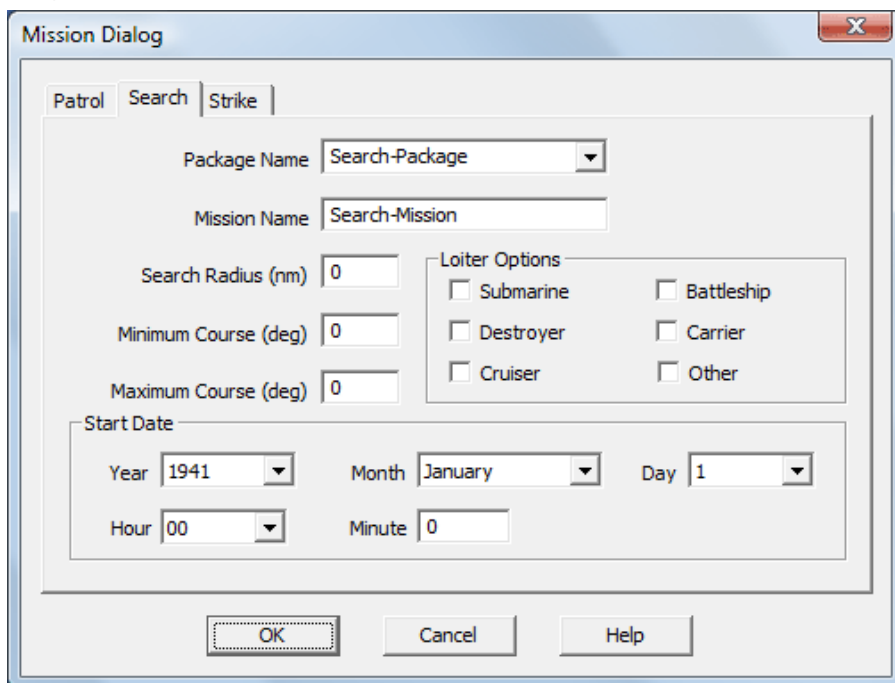 Mission Dialog
Patrol Search Strike
Package Name Search-Package
Mission Name Search-Mission
Search Radius (nm) 0
Minimum Course (deg) 0
Maximum Course (deg) 0
Loiter Options
Submarine Battleship
Destroyer Carrier
Cruiser Other
Start Date
Year 1941 Month January Day 1
Hour 00 Minute 0
OK Cancel Help